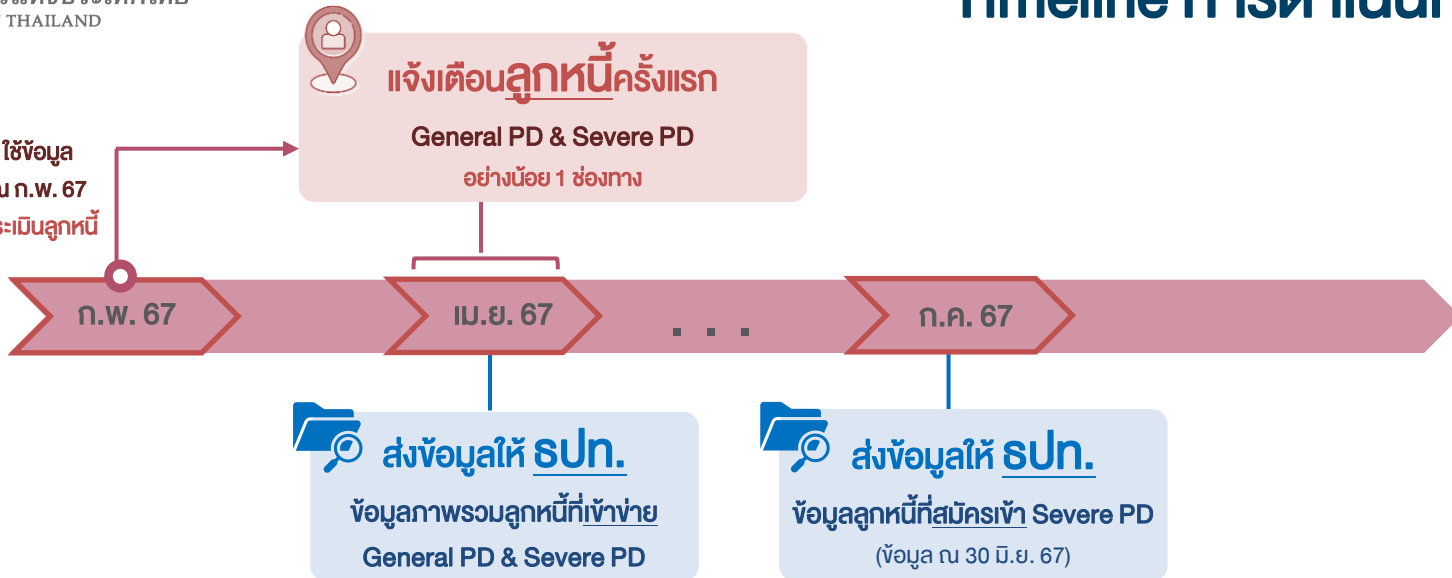 THAILAND
Timeline
แจ้งเตือนลูกหนี้ครั้งแรก
General PD & Severe PD
อย่างน้อย 1 ช่องทาง
ใช้ข้อมูล
ณ ก.พ. 67
ประเมินลูกหนี้
ก.พ. 67
เม.ย. 67
. . .
ก.ค. 67
ส่งข้อมูลให้ ธปท.
ข้อมูลภาพรวมลูกหนี้ที่เข้าข่าย
General PD & Severe PD
ส่งข้อมูลให้ ธปท.
ข้อมูลลูกหนี้ที่สมัครเข้า Severe PD
(ข้อมูล ณ 30 มิ.ย. 67)